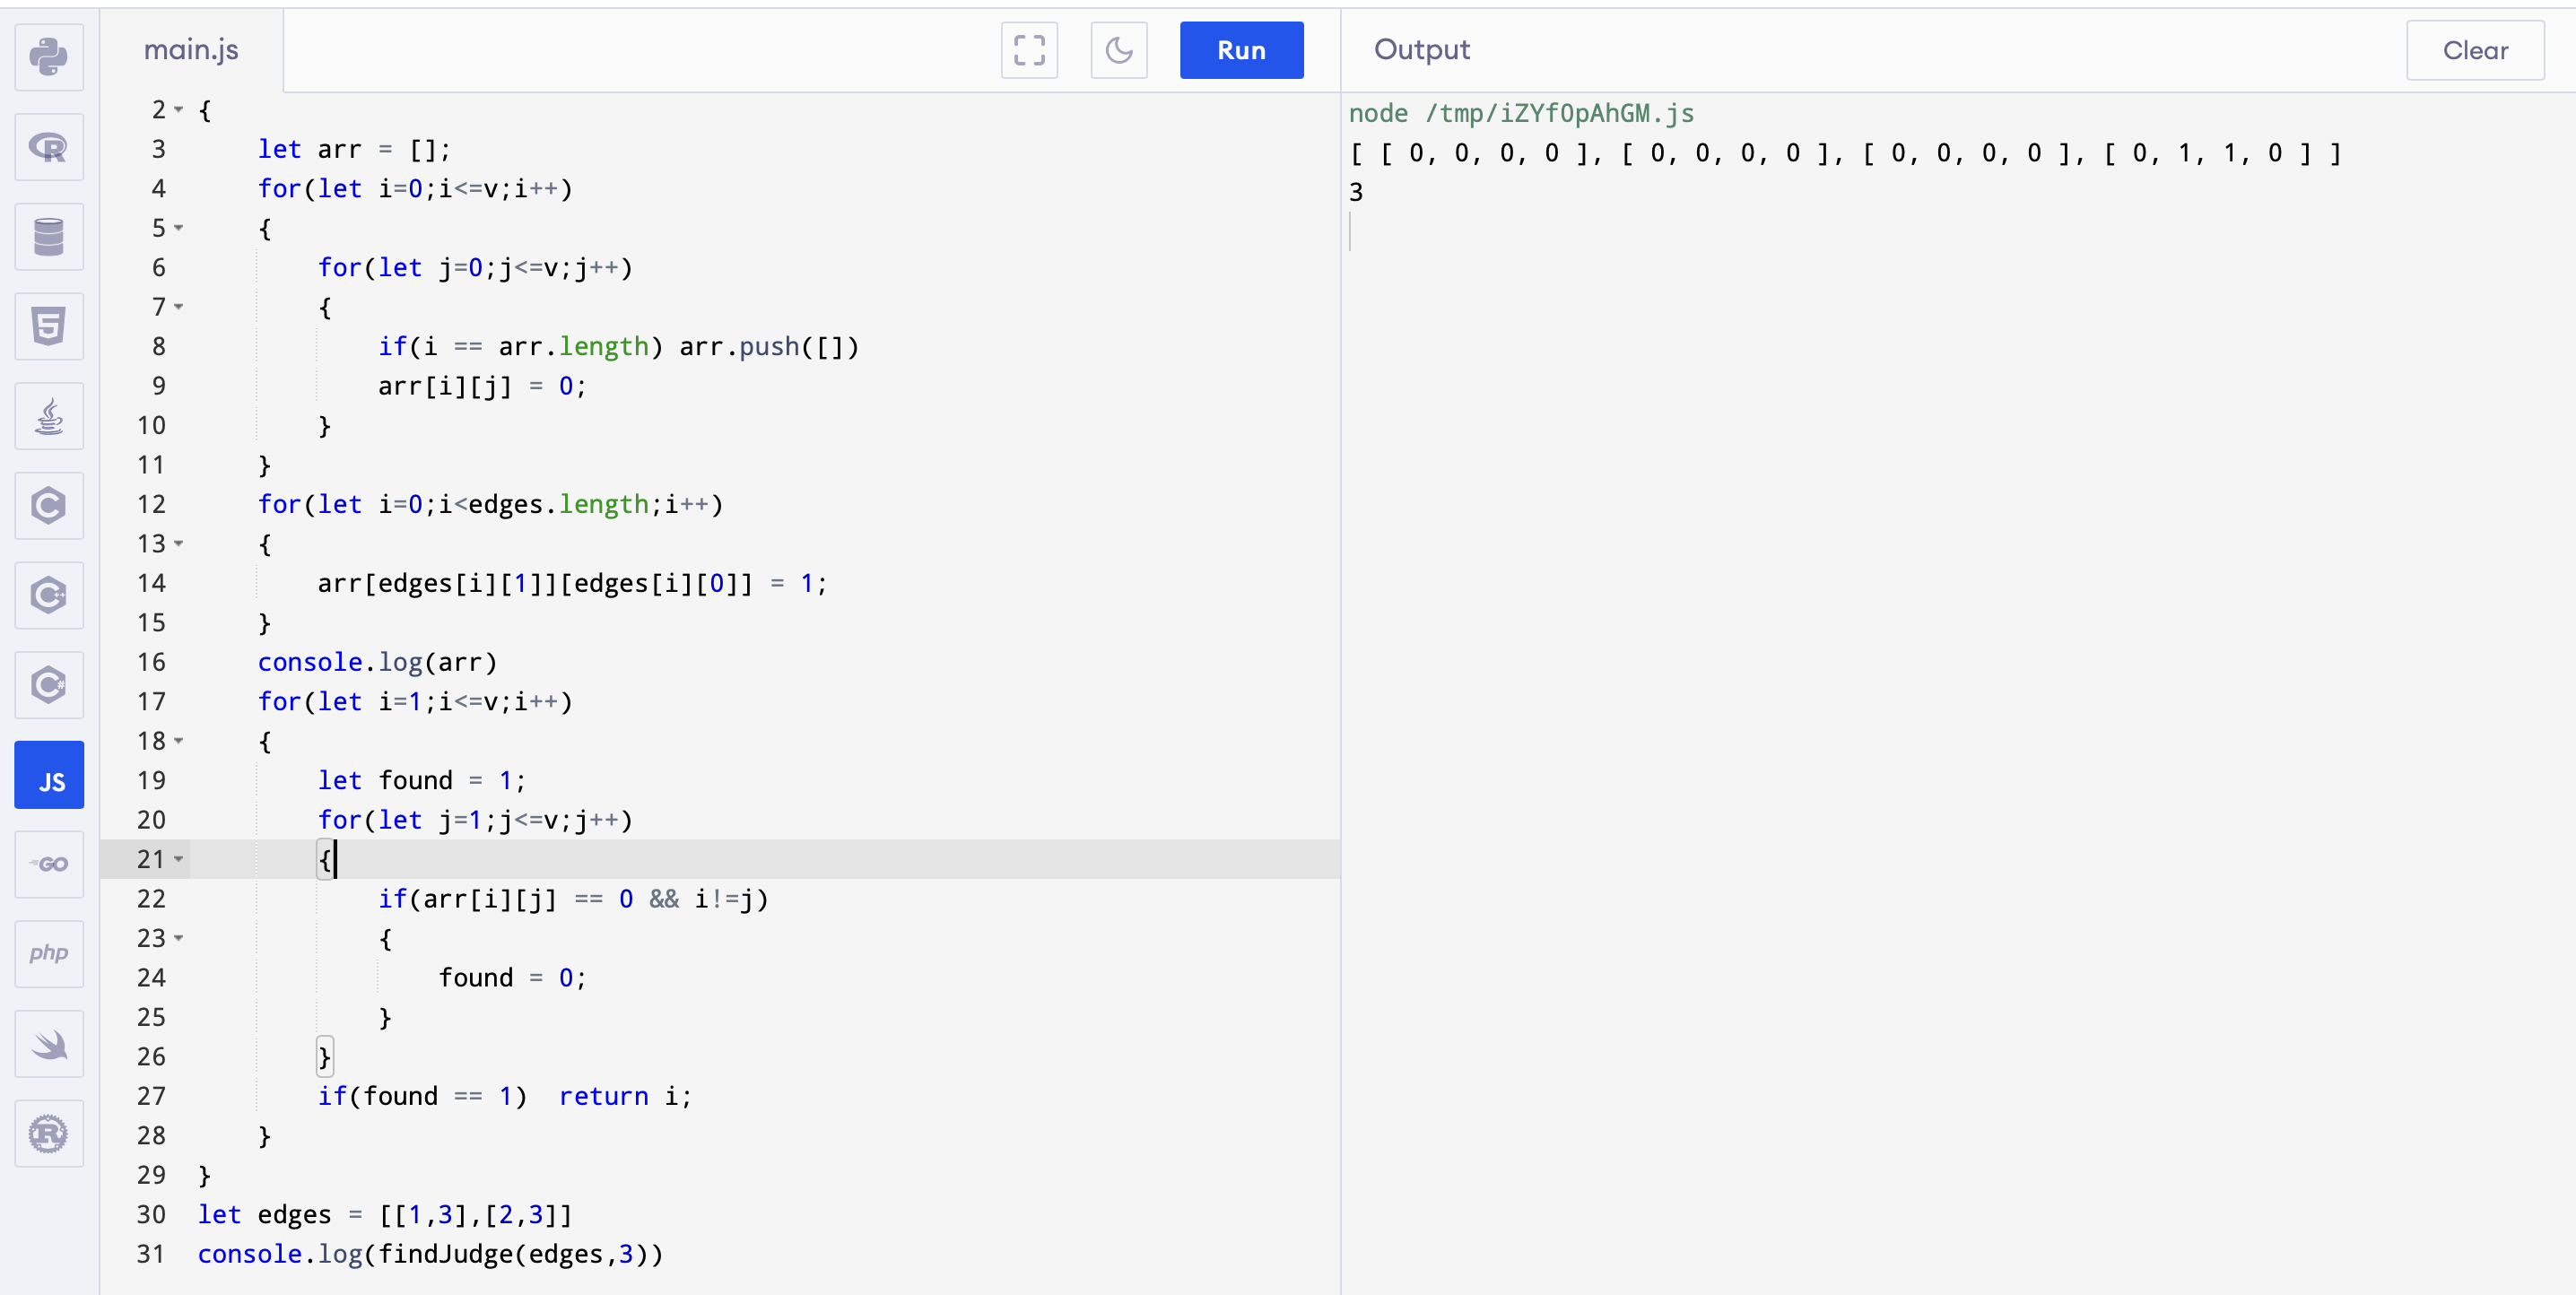 main.js
Run
Output
Clear
2 {
3     let arr = [];
4     for(let i=0;i<=v;i++)
5     {
6         for(let j=0;j<=v;j++)
7         {
8             if(i == arr.length) arr.push([])
9             arr[i][j] = 0;
10         }
11     }
12     for(let i=0;i<edges.length;i++)
13     {
14         arr[edges[i][1]][edges[i][0]] = 1;
15     }
16     console.log(arr)
17     for(let i=1;i<=v;i++)
18     {
19         let found = 1;
20         for(let j=1;j<=v;j++)
21         {
22             if(arr[i][j] == 0 && i!=j)
23             {
24                 found = 0;
25             }
26         }
27         if(found == 1)  return i;
28     }
29 }
30 let edges = [[1,3],[2,3]]
31 console.log(findJudge(edges,3))
node /tmp/iZYf0pAhGM.js
[ [ 0, 0, 0, 0 ], [ 0, 0, 0, 0 ], [ 0, 0, 0, 0 ], [ 0, 1, 1, 0 ] ]
3
R
5
C
C++
C#
JS
GO
php
R